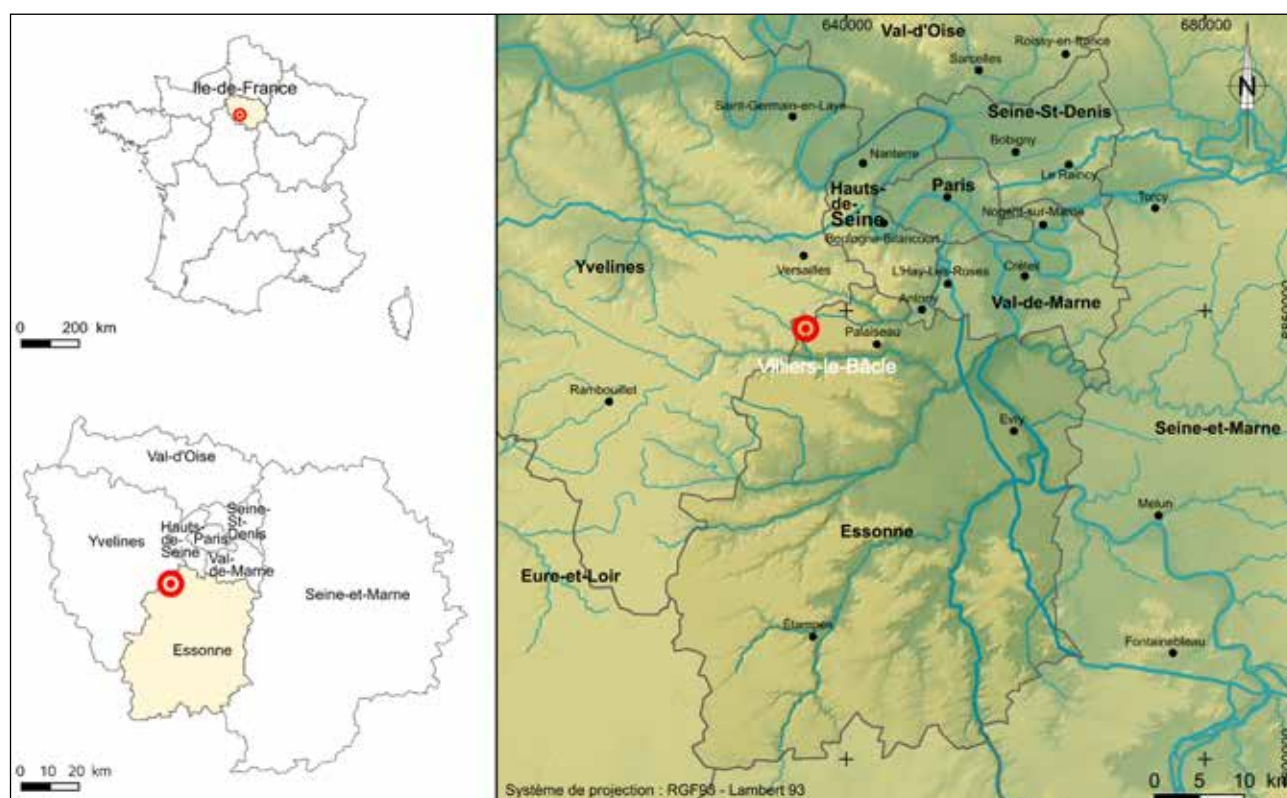 Ile-de-France
0 200 km
Val-d'Oise
Yvelines
Hauts-
de-
Seine
Paris
Seine-
St-
Denis
Val-
de-Marne
Seine-et-Marne
Essonne
0 10 20 km
640000
680000
Val-d'Oise
Roissy-en-france
Sarcelles
N
Saint-Germain-en-Laye
Seine-St-Denis
Bobigny
Nanterre
Le Raincy
Hauts-
de-
Seine
Paris
Nogent-sur-Marne
Torcy
Boulogne-Bilancourt
Versailles
Yvelines
L'Hay-Les-Roses
Créteil
Antony
Val-de-Marne
Palaiseau
Villiers-le-Bâcle
Rambouillet
Evry
Seine-et-Marne
Melun
Essonne
Eure-et-Loir
Étampes
Fontainebleau
Système de projection : RGF93 - Lambert 93
0 5 10 km